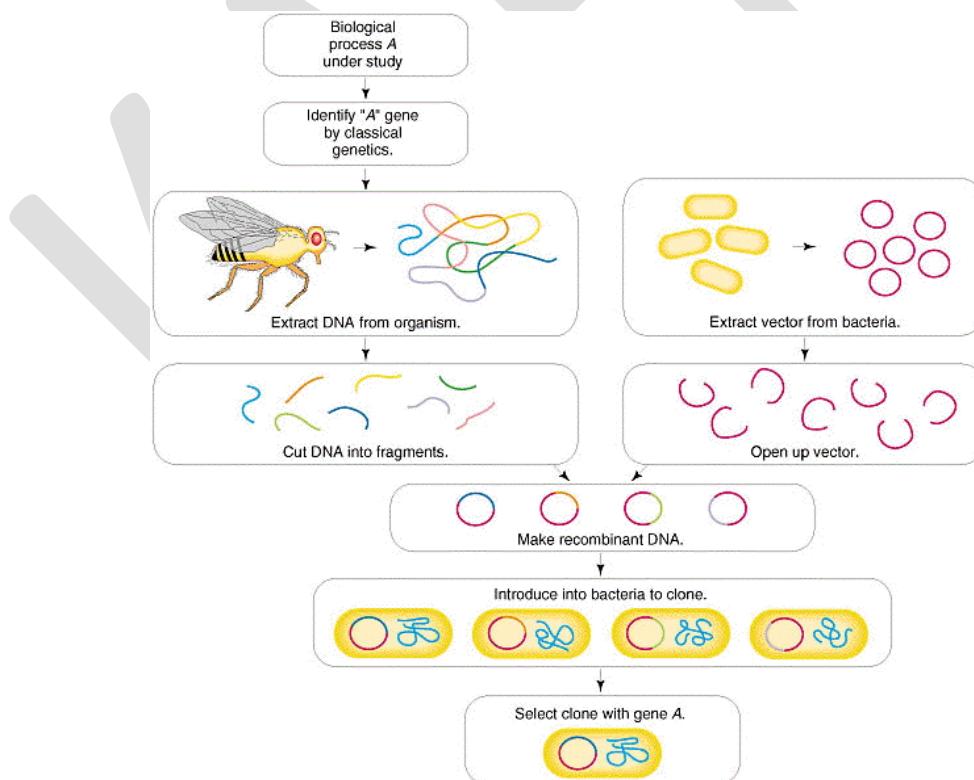 Biological
process A
under study
Identify "A" gene
by classical
genetics.
Extract DNA from organism.
Extract vector from bacteria.
Cut DNA into fragments.
Open up vector.
Make recombinant DNA.
Introduce into bacteria to clone.
Select clone with gene A.